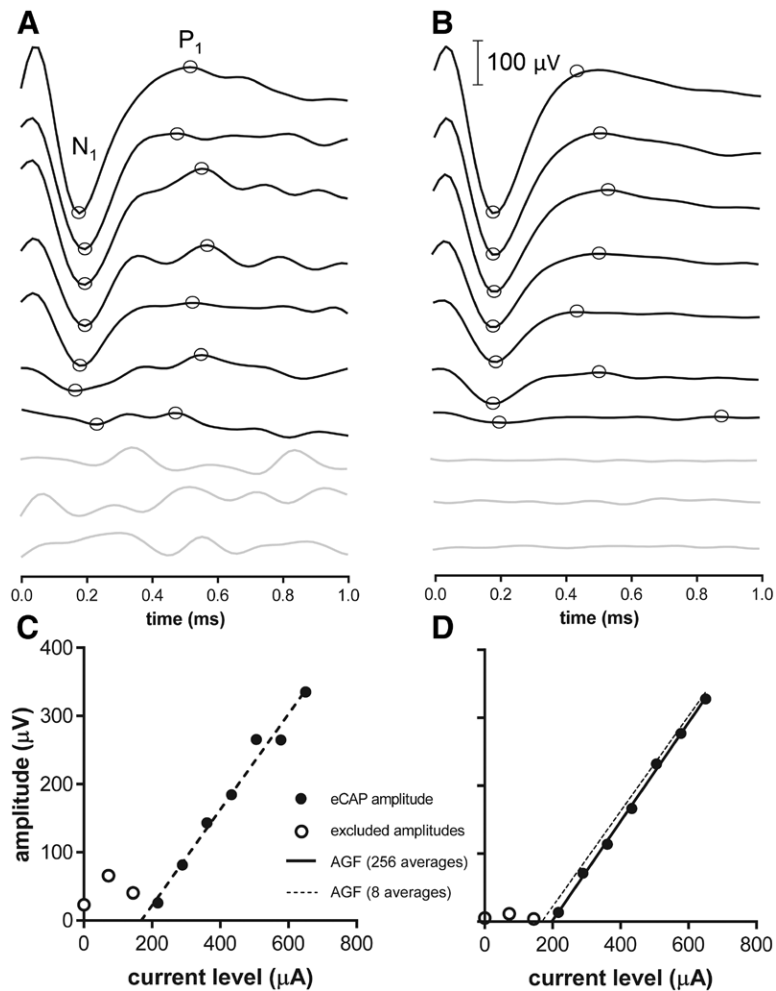 A
B
P1
100 μV
N1
0.0 0.2 0.4 0.6 0.8 1.0
time (ms)
0.0 0.2 0.4 0.6 0.8 1.0
time (ms)
C
D
400
300
200
100
0
amplitude (μV)
eCAP amplitude
excluded amplitudes
AGF (256 averages)
AGF (8 averages)
0 200 400 600 800
current level (μA)
0 200 400 600 800
current level (μA)